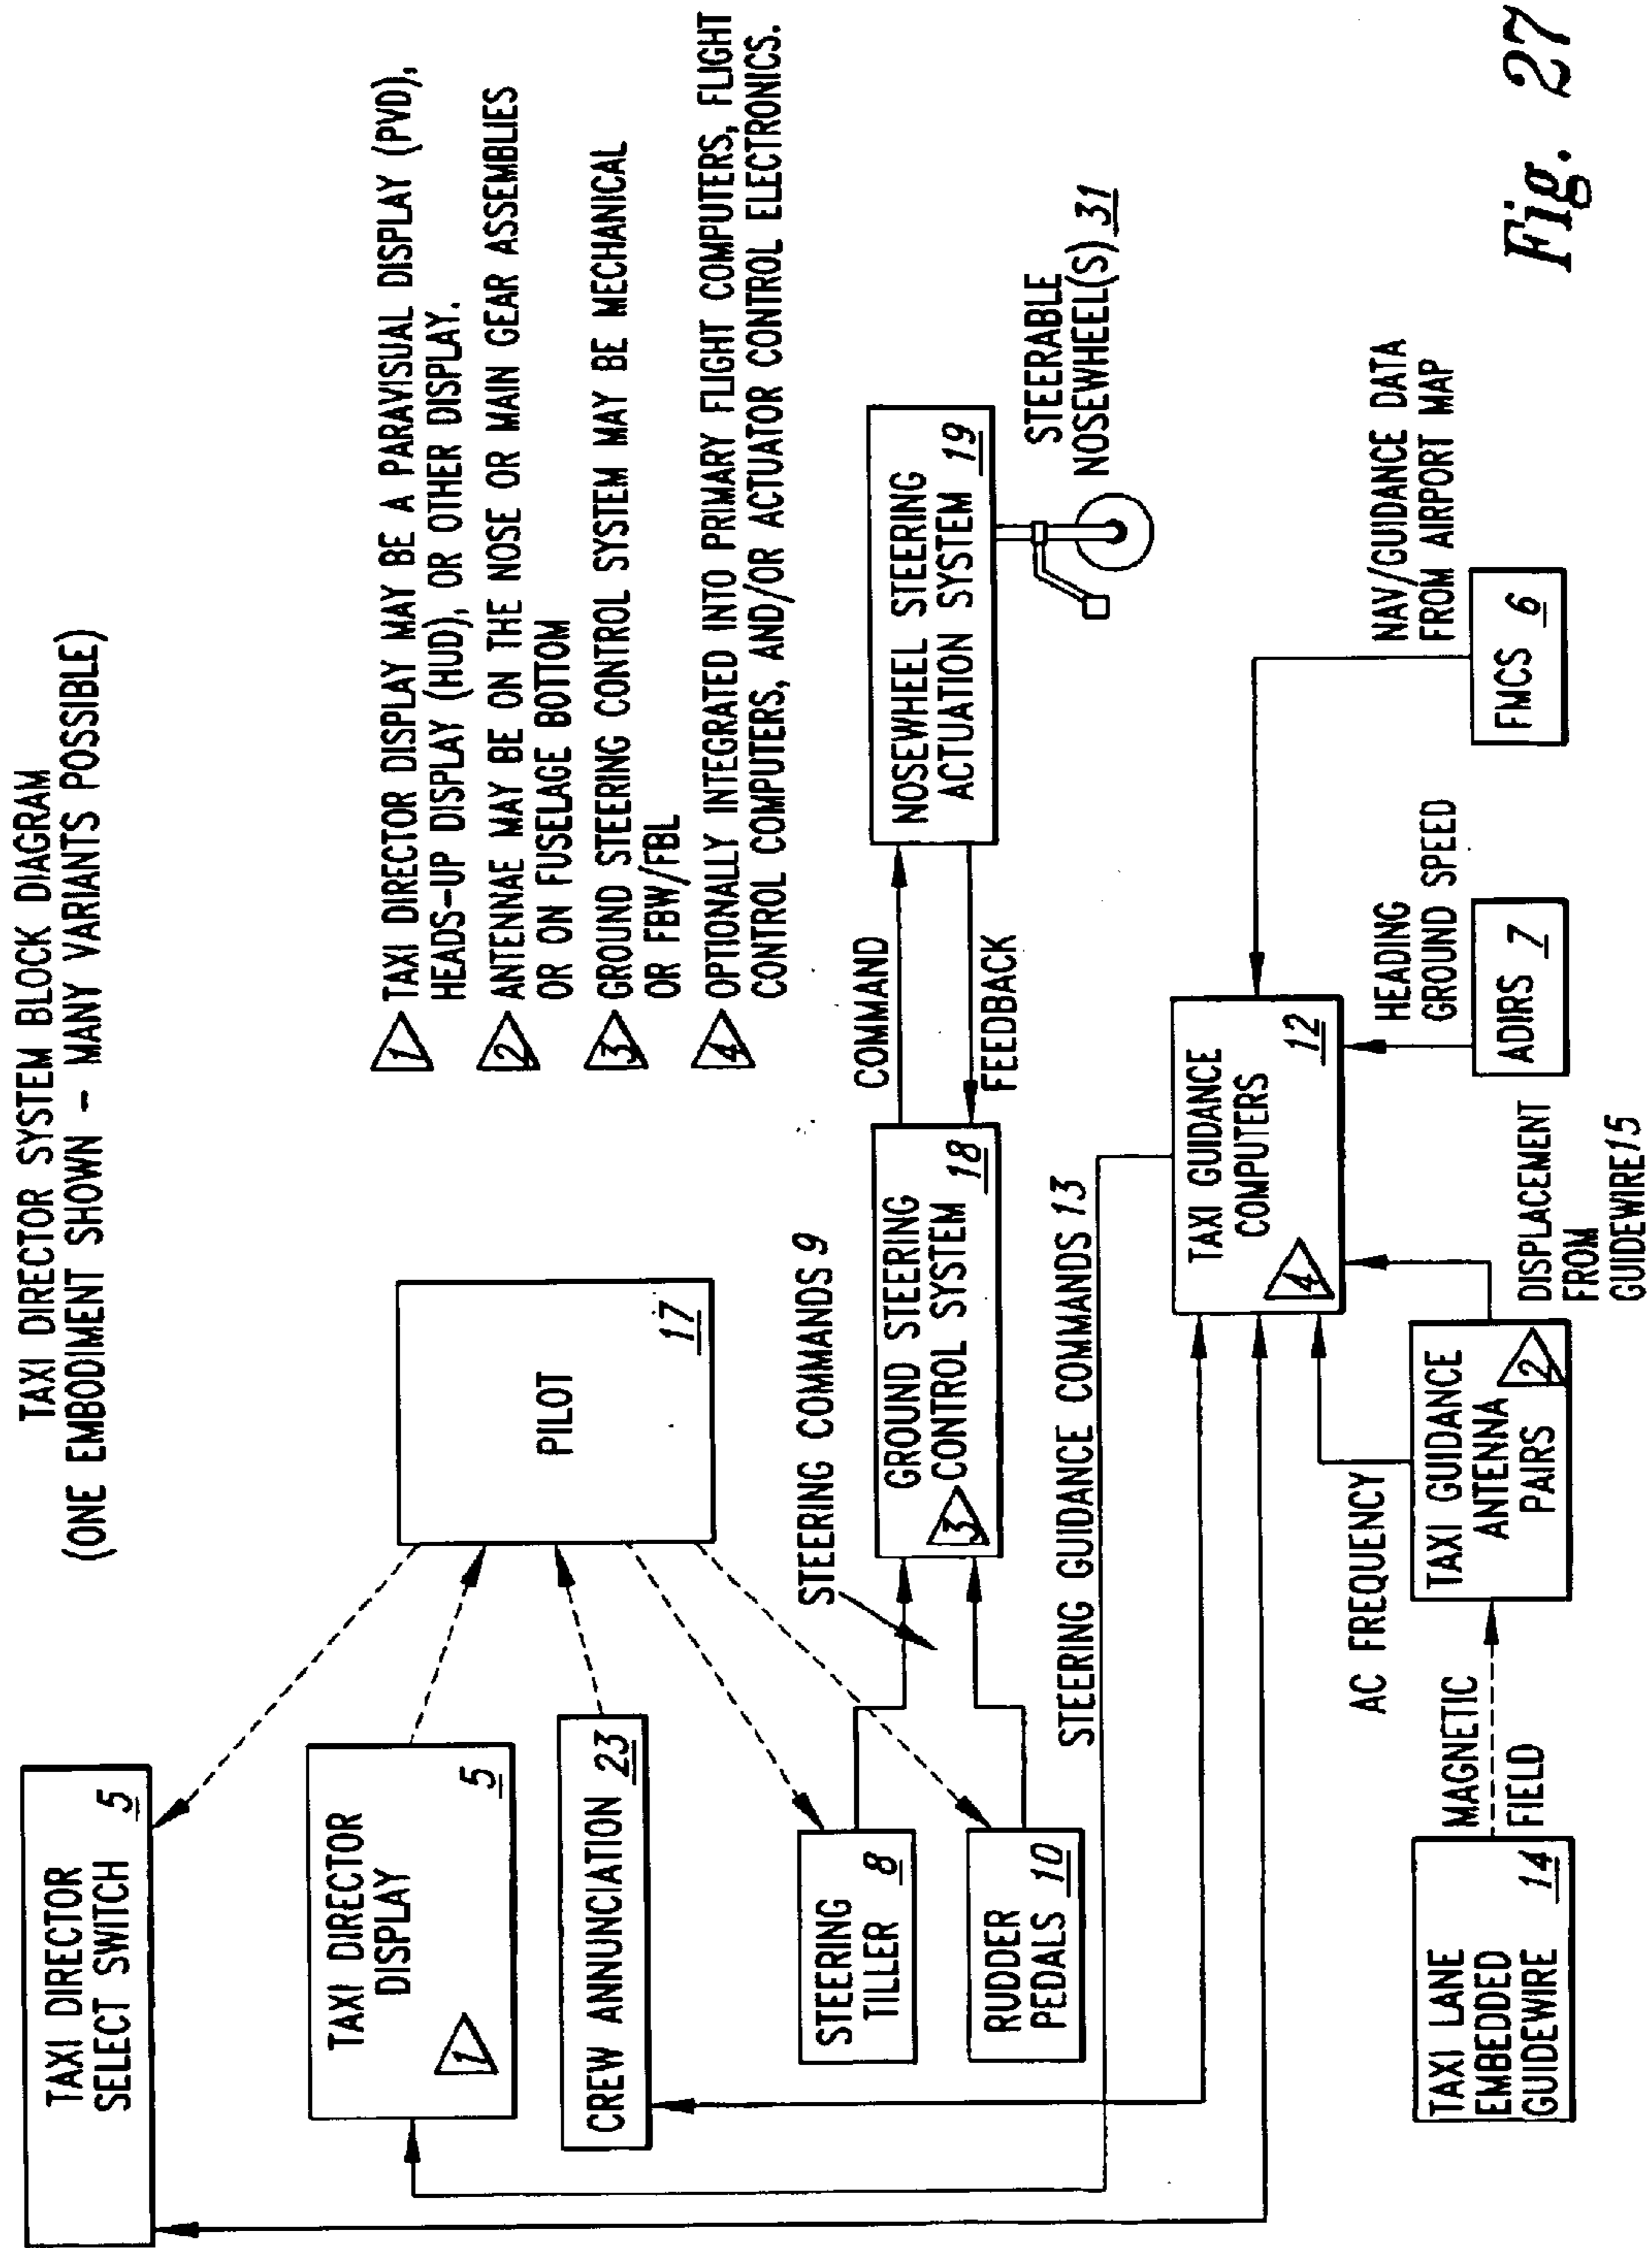 TAXI DIRECTOR SYSTEM BLOCK DIAGRAM
(ONE EMBODIMENT SHOWN - MANY VARIANTS POSSIBLE)
TAXI DIRECTOR
SELECT SWITCH 5
TAXI DIRECTOR
DISPLAY 5
1
CREW ANNUNCIATION 23
PILOT
17
1 TAXI DIRECTOR DISPLAY MAY BE A PARAVISUAL DISPLAY (PVD),
HEADS-UP DISPLAY (HUD), OR OTHER DISPLAY.
2 ANTENNAE MAY BE ON THE NOSE OR MAIN GEAR ASSEMBLIES
OR ON FUSELAGE BOTTOM
3 GROUND STEERING CONTROL SYSTEM MAY BE MECHANICAL
OR FBW/FBL
4 OPTIONALLY INTEGRATED INTO PRIMARY FLIGHT COMPUTERS, FLIGHT
CONTROL COMPUTERS, AND/OR ACTUATOR CONTROL ELECTRONICS.
STEERING
TILLER 8
RUDDER
PEDALS 10
STEERING COMMANDS 9
GROUND STEERING
CONTROL SYSTEM 18
3
COMMAND
FEEDBACK
NOSEWHEEL STEERING
ACTUATION SYSTEM 19
STEERABLE
NOSEWHEEL(S) 31
STEERING GUIDANCE COMMANDS 13
TAXI GUIDANCE
COMPUTERS
4
12
TAXI LANE
EMBEDDED
GUIDEWIRE 14
MAGNETIC
FIELD
AC FREQUENCY
TAXI GUIDANCE
ANTENNA
PAIRS
2
DISPLACEMENT
FROM
GUIDEWIRE 15
HEADING
GROUND SPEED
ADIRS 7
NAV/GUIDANCE DATA
FROM AIRPORT MAP
FMCS 6
Fig. 27